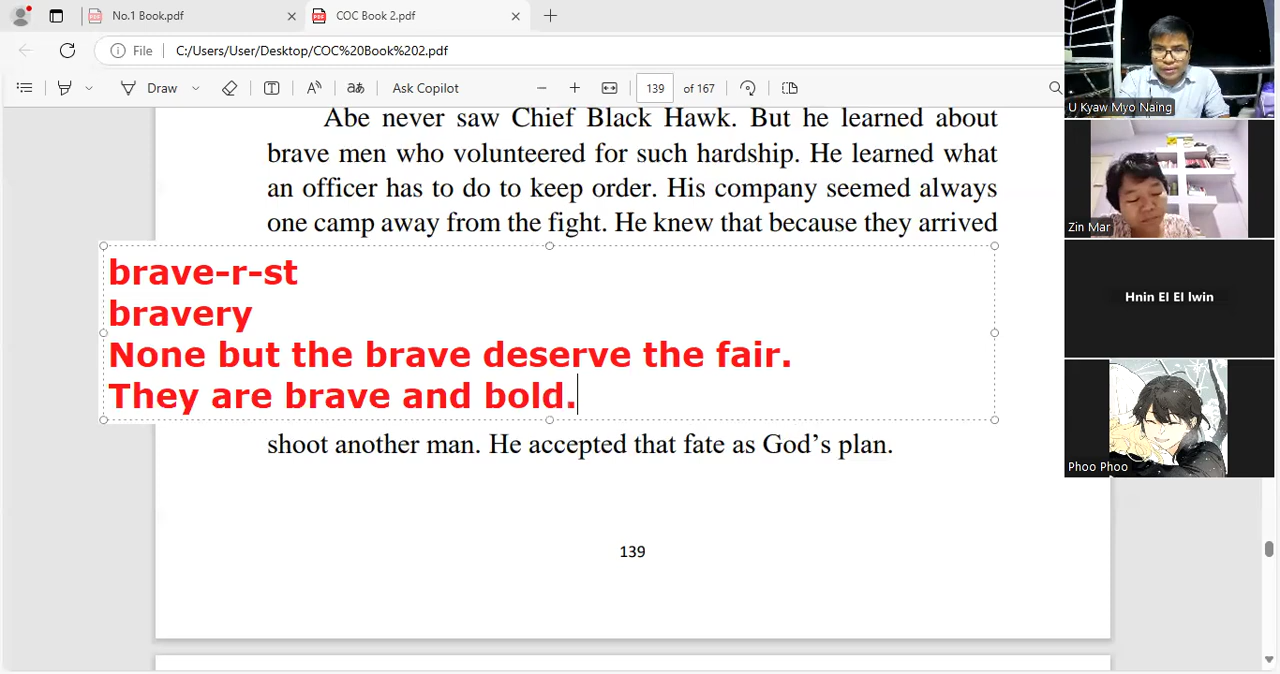 No.1 Book.pdf
COC Book 2.pdf
File
C:/Users/User/Desktop/COC%20Book%202.pdf
Draw
aあ
Ask Copilot
139
of 167
Abe never saw Chief Black Hawk. But he learned about
brave men who volunteered for such hardship. He learned what
an officer has to do to keep order. His company seemed always
one camp away from the fight. He knew that because they arrived
brave-r-st
bravery
None but the brave deserve the fair.
They are brave and bold.
shoot another man. He accepted that fate as God’s plan.
139
U Kyaw Myo Naing
Zin Mar
Hnin EI EI lwin
Phoo Phoo